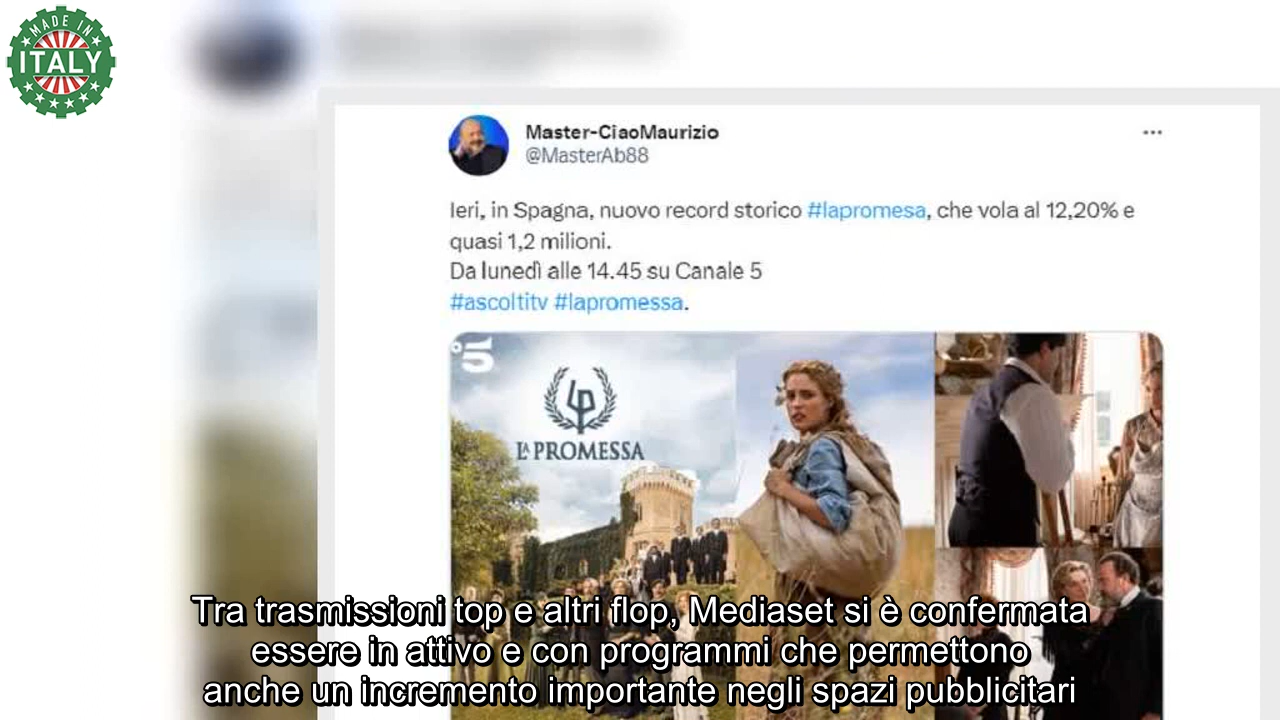 MADE IN
ITALY
Master-CiaoMaurizio
@MasterAb88
Ieri, in Spagna, nuovo record storico #lapromesa, che vola al 12,20% e
quasi 1,2 milioni.
Da lunedì alle 14.45 su Canale 5
#ascoltitv #lapromessa.
5
LP
LA PROMESSA
Tra trasmissioni top e altri flop, Mediaset si è confermata
essere in attivo e con programmi che permettono
anche un incremento importante negli spazi pubblicitari